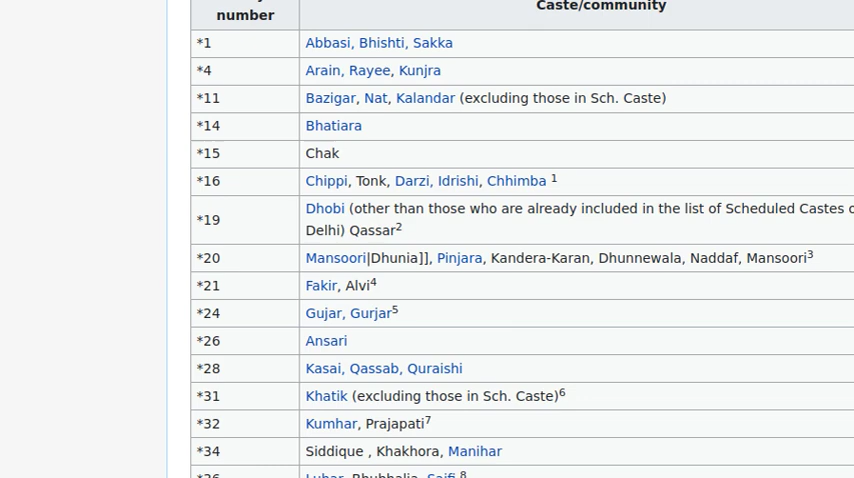 number
Caste/community
*1 Abbasi, Bhishti, Sakka
*4 Arain, Rayee, Kunjra
*11 Bazigar, Nat, Kalandar (excluding those in Sch. Caste)
*14 Bhatiara
*15 Chak
*16 Chippi, Tonk, Darzi, Idrishi, Chhimba ¹
*19 Dhobi (other than those who are already included in the list of Scheduled Castes
Delhi) Qassar²
*20 Mansoori|Dhunia]], Pinjara, Kandera-Karan, Dhunnewala, Naddaf, Mansoori³
*21 Fakir, Alvi⁴
*24 Gujar, Gurjar⁵
*26 Ansari
*28 Kasai, Qassab, Quraishi
*31 Khatik (excluding those in Sch. Caste)⁶
*32 Kumhar, Prajapati⁷
*34 Siddique , Khakhora, Manihar